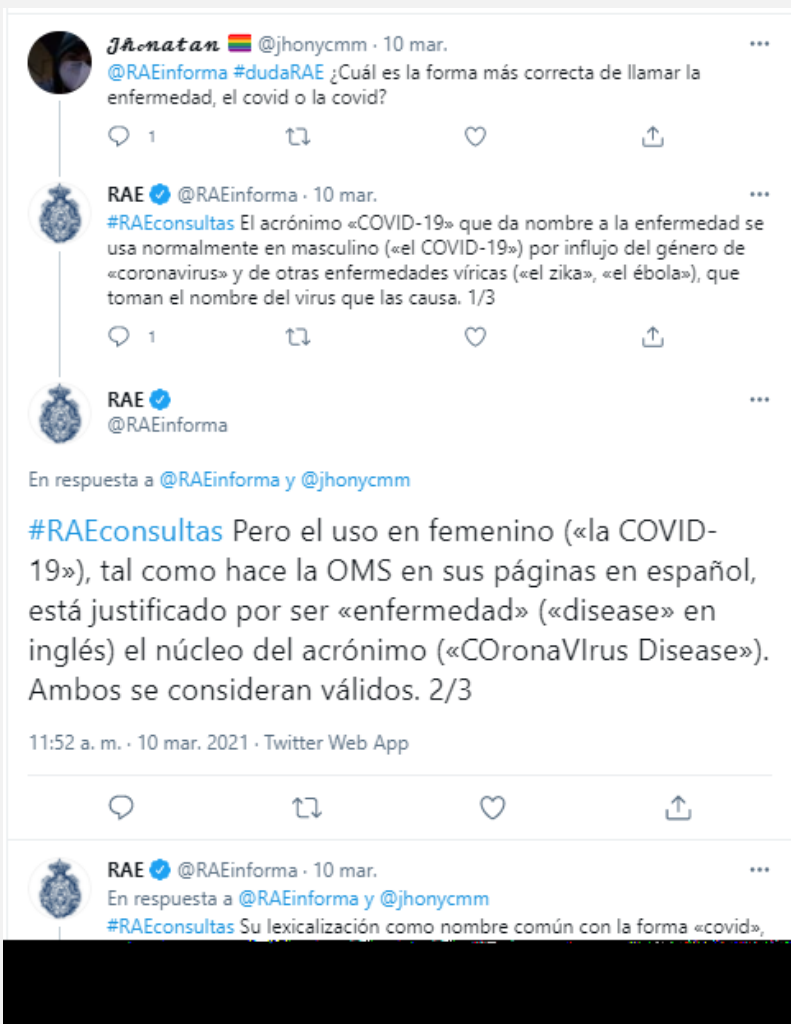 Jhonatan 🏳️‍🌈 @jhonycmm · 10 mar.
@RAEinforma #dudaRAE ¿Cuál es la forma más correcta de llamar la
enfermedad, el covid o la covid?
1
RAE @RAEinforma · 10 mar.
#RAEconsultas El acrónimo «COVID-19» que da nombre a la enfermedad se
usa normalmente en masculino («el COVID-19») por influjo del género de
«coronavirus» y de otras enfermedades víricas («el zika», «el ébola»), que
toman el nombre del virus que las causa. 1/3
1
RAE
@RAEinforma
En respuesta a @RAEinforma y @jhonycmm
#RAEconsultas Pero el uso en femenino («la COVID-
19»), tal como hace la OMS en sus páginas en español,
está justificado por ser «enfermedad» («disease» en
inglés) el núcleo del acrónimo («COronaVIrus Disease»).
Ambos se consideran válidos. 2/3
11:52 a. m. · 10 mar. 2021 · Twitter Web App
RAE @RAEinforma · 10 mar.
En respuesta a @RAEinforma y @jhonycmm
#RAEconsultas Su lexicalización como nombre común con la forma «covid»,